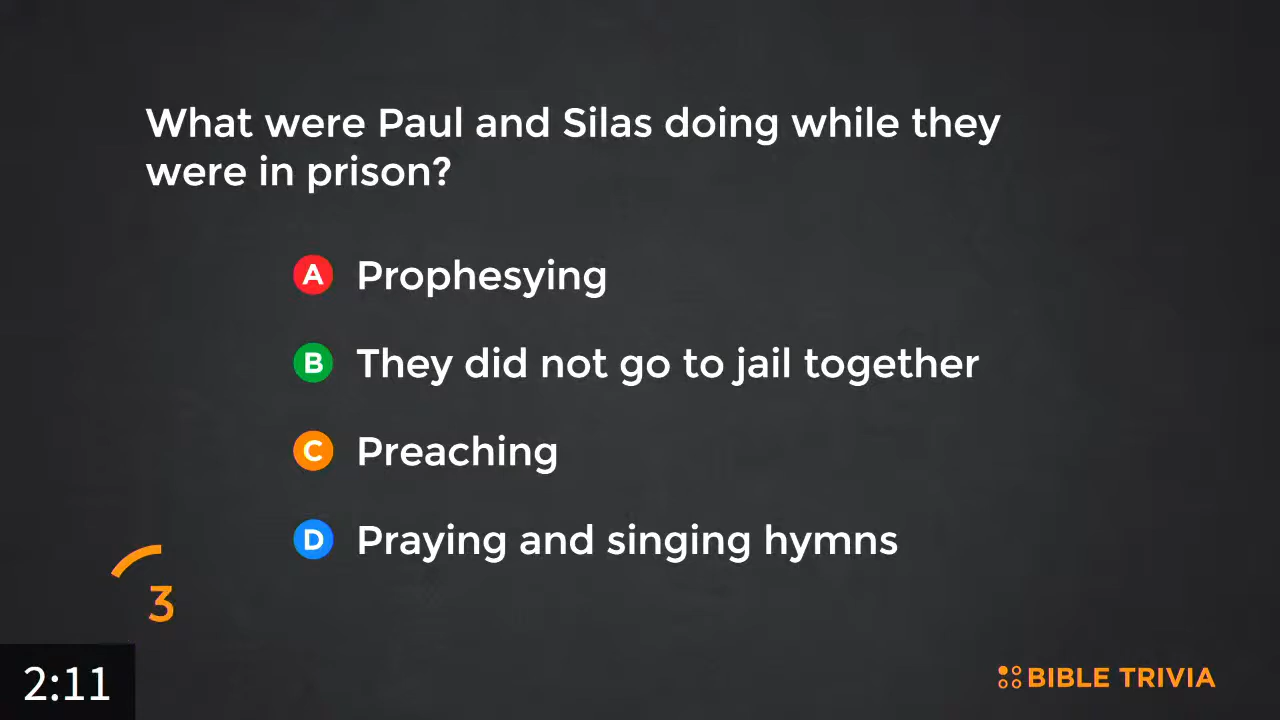 What were Paul and Silas doing while they
were in prison?
A Prophesying
B They did not go to jail together
C Preaching
D Praying and singing hymns
3
2:11
BIBLE TRIVIA